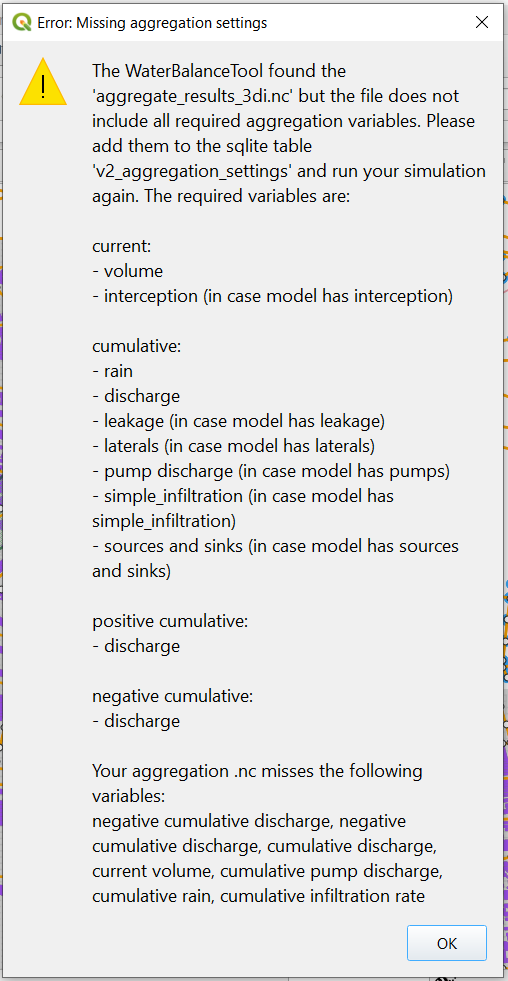 Error: Missing aggregation settings
The WaterBalanceTool found the
'aggregate_results_3di.nc' but the file does not
include all required aggregation variables. Please
add them to the sqlite table
'v2_aggregation_settings' and run your simulation
again. The required variables are:
current:
- volume
- interception (in case model has interception)
cumulative:
- rain
- discharge
- leakage (in case model has leakage)
- laterals (in case model has laterals)
- pump discharge (in case model has pumps)
- simple_infiltration (in case model has
simple_infiltration)
- sources and sinks (in case model has sources
and sinks)
positive cumulative:
- discharge
negative cumulative:
- discharge
Your aggregation .nc misses the following
variables:
negative cumulative discharge, negative
cumulative discharge, cumulative discharge,
current volume, cumulative pump discharge,
cumulative rain, cumulative infiltration rate
OK